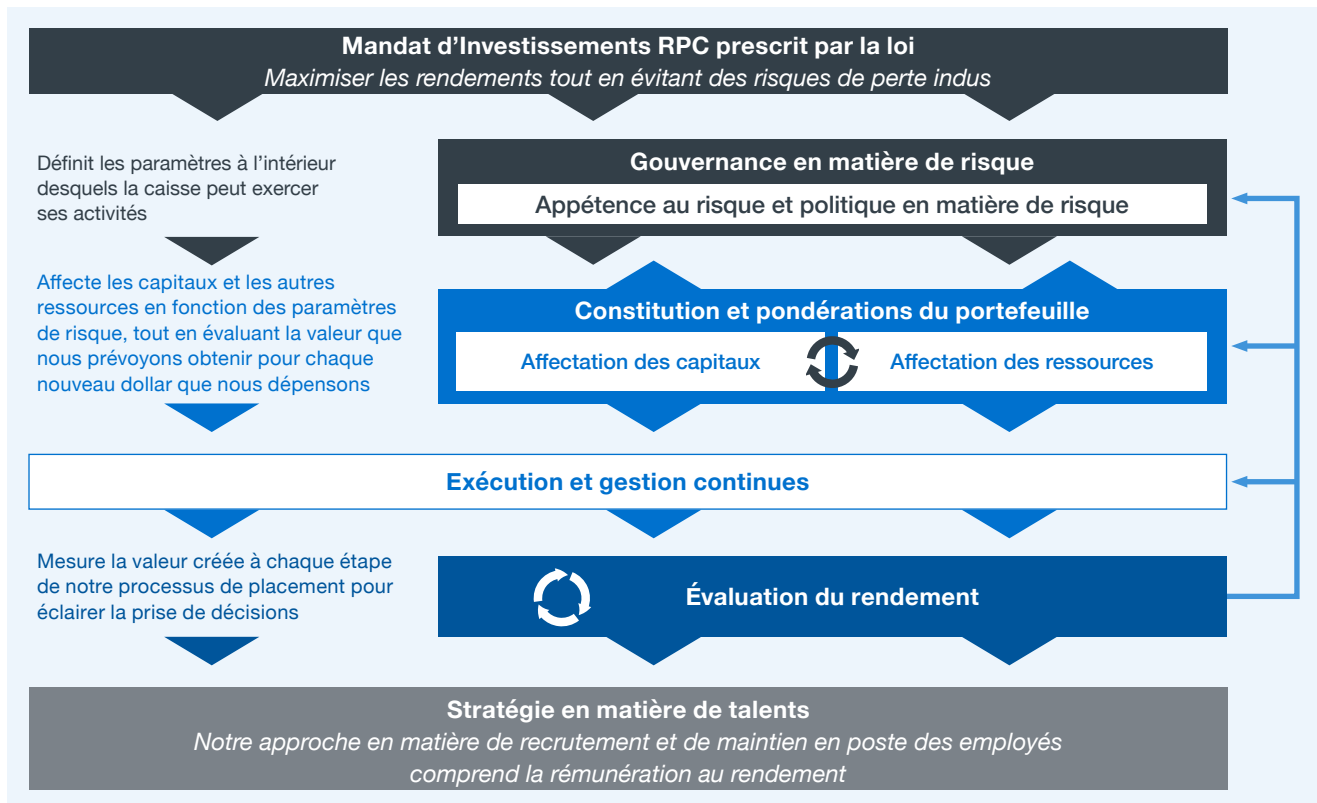 Mandat d’Investissements RPC prescrit par la loi
Maximiser les rendements tout en évitant des risques de perte indus
Définit les paramètres à l’intérieur
desquels la caisse peut exercer
ses activités
Gouvernance en matière de risque
Appétence au risque et politique en matière de risque
Affecte les capitaux et les autres
ressources en fonction des paramètres
de risque, tout en évaluant la valeur que
nous prévoyons obtenir pour chaque
nouveau dollar que nous dépensons
Constitution et pondérations du portefeuille
Affectation des capitaux
Affectation des ressources
Exécution et gestion continues
Mesure la valeur créée à chaque étape
de notre processus de placement pour
éclairer la prise de décisions
Évaluation du rendement
Stratégie en matière de talents
Notre approche en matière de recrutement et de maintien en poste des employés
comprend la rémunération au rendement